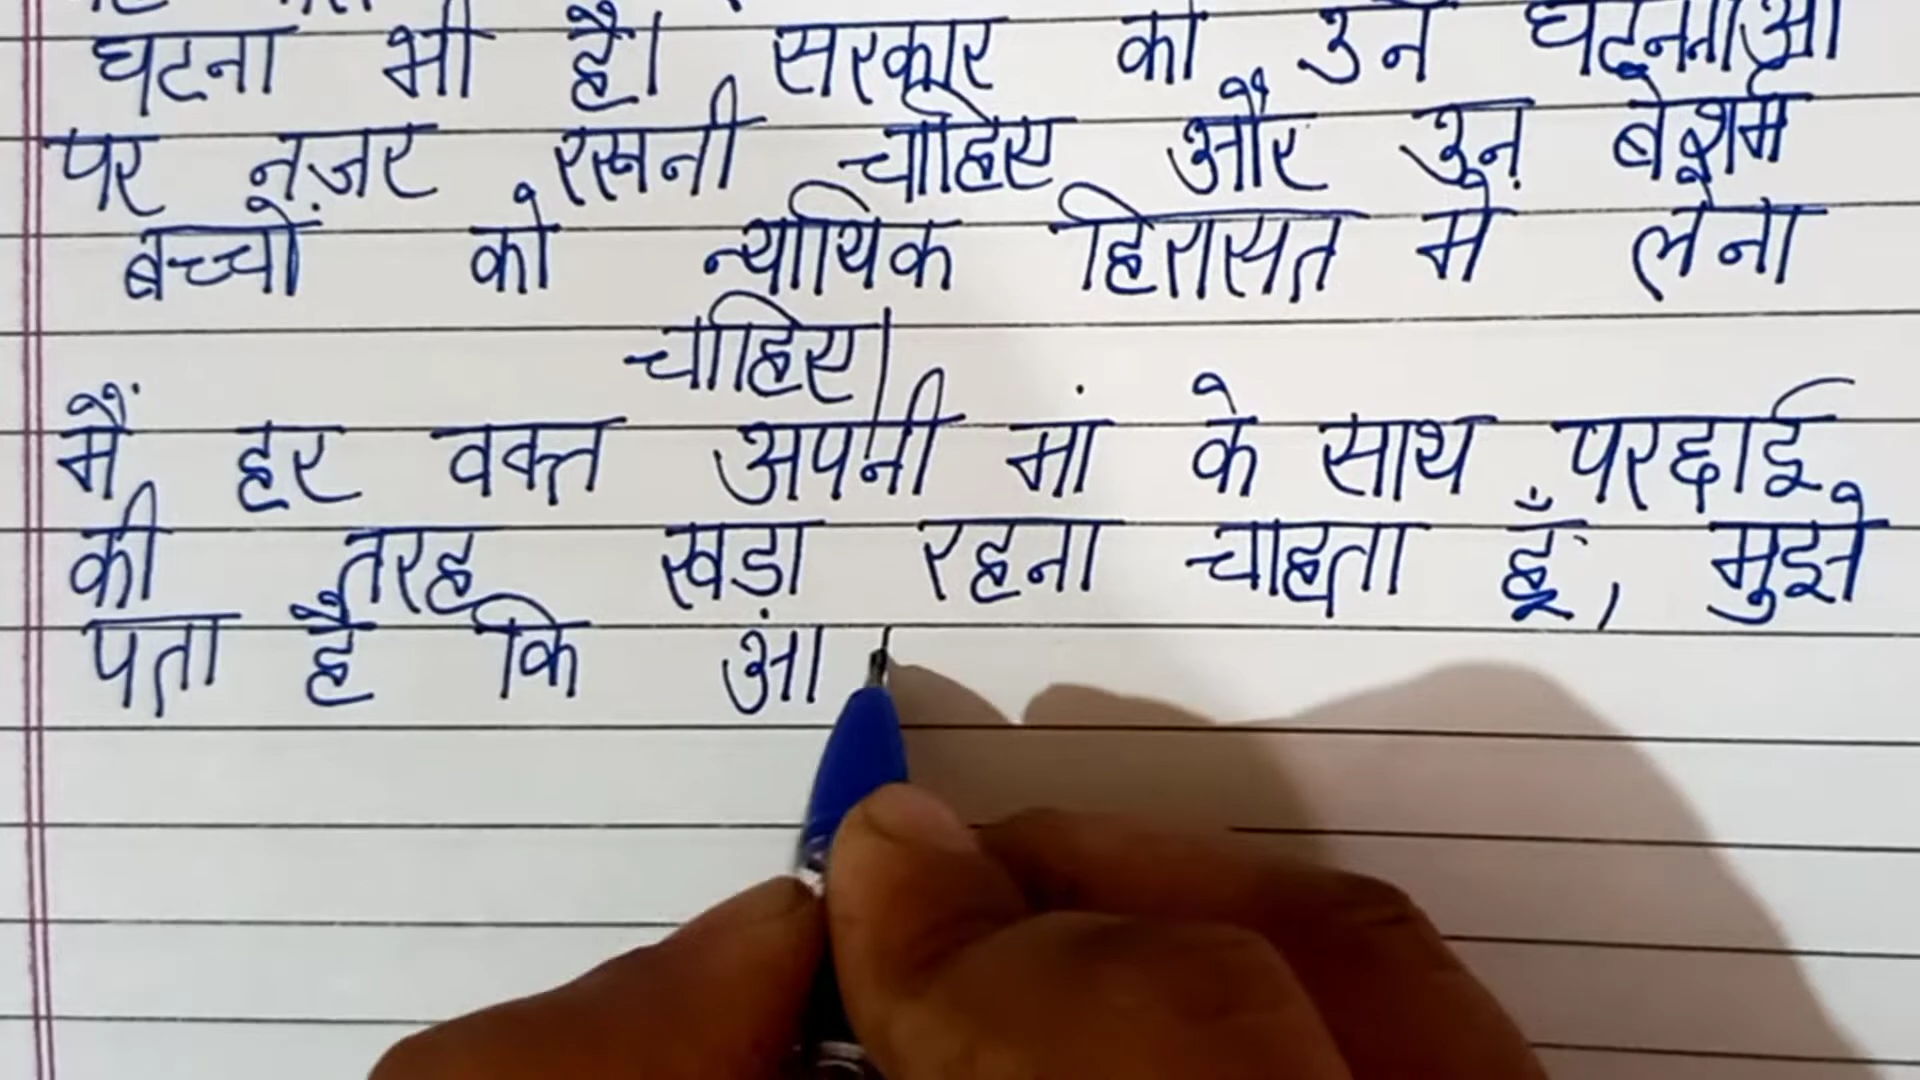 घटना भी है। सरकार को उन घटनाओं
पर नज़र रखनी चाहिए और उन बेशर्म
बच्चों को न्यायिक हिरासत में लेना
चाहिए।
मैं हर वक्त अपनी मां के साथ परछाई
की तरह खड़ा रहना चाहता हूँ, मुझे
पता है कि आं